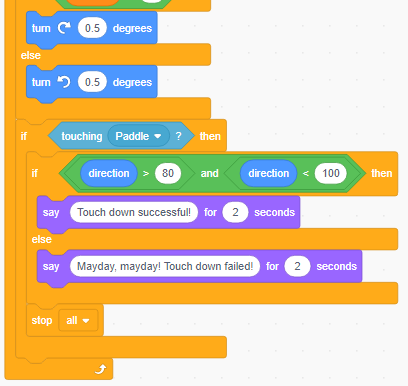 turn 0.5 degrees
else
turn 0.5 degrees
if touching Paddle ? then
if direction > 80 and direction < 100 then
say Touch down successful! for 2 seconds
else
say Mayday, mayday! Touch down failed! for 2 seconds
stop all